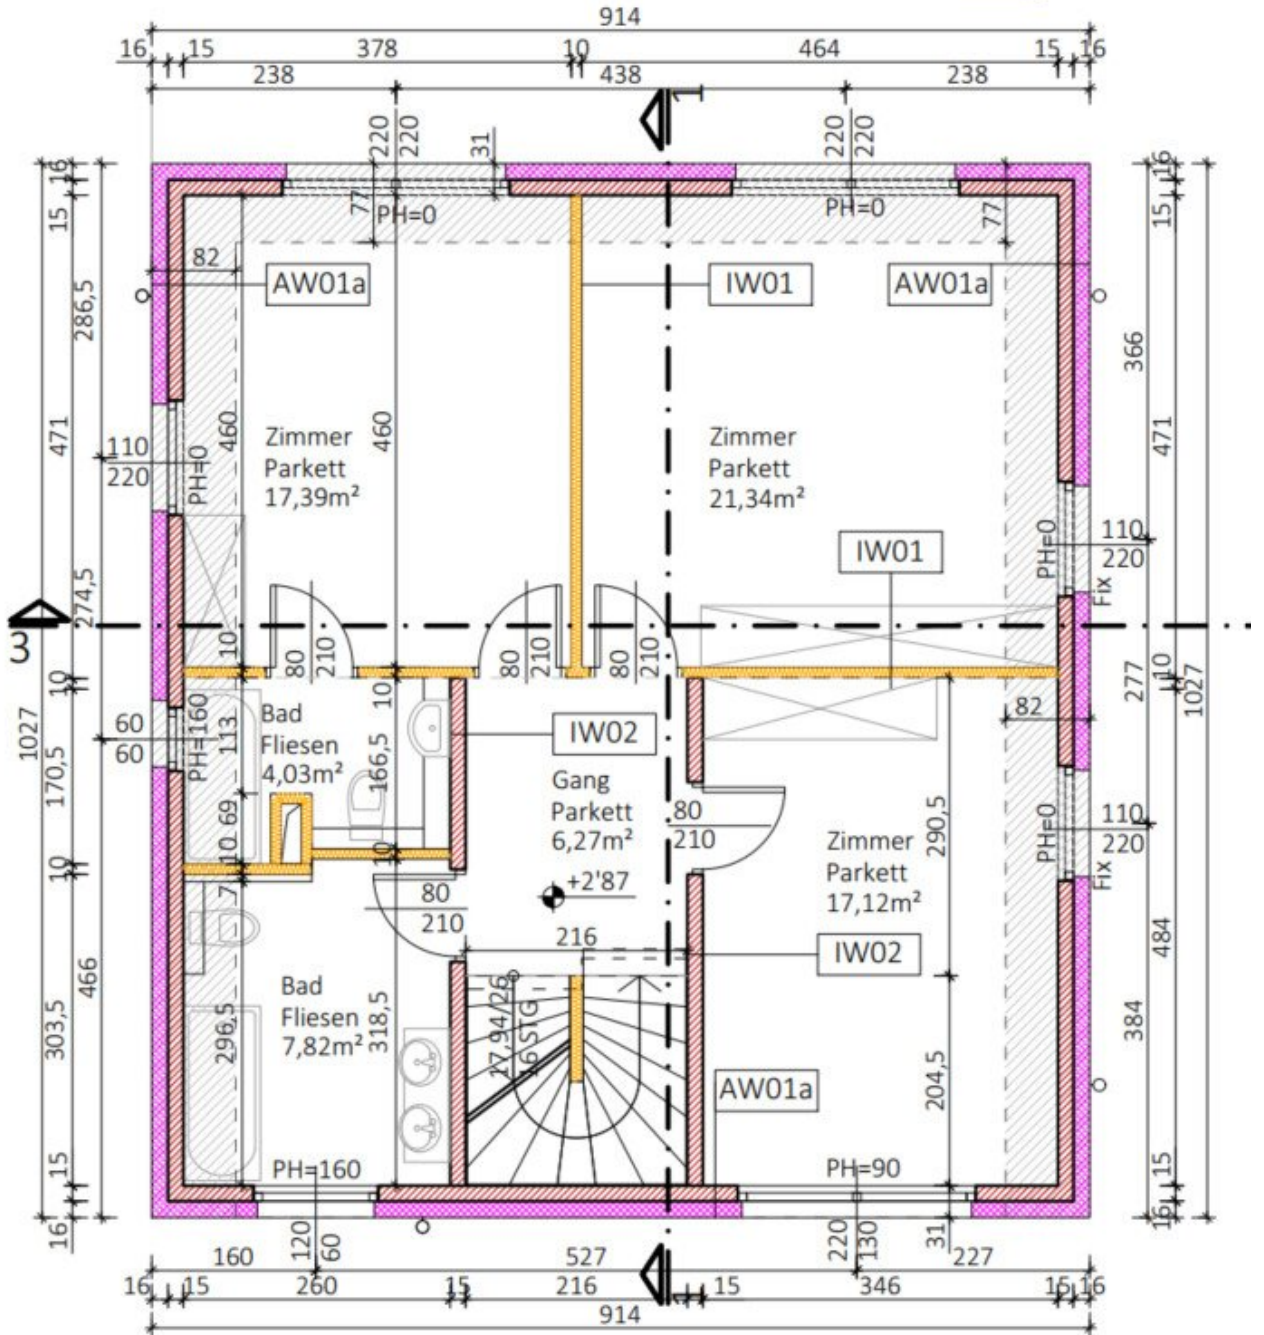 914
16 15 378 10 464 15 16
238 438 238
1
220
220
31
220
220
16
15
77
PH=0
PH=0
77
16
15
82
AW01a
IW01
AW01a
286,5
366
471
110
220
PH=0
460
Zimmer
Parkett
17,39m²
460
Zimmer
Parkett
21,34m²
471
IW01
PH=0
110
220
Fix
274,5
3
10
80
210
80
210
80
210
10
277
10
1027
1027
60
60
PH=160
113
Bad
Fliesen
4,03m²
10
166,5
IW02
82
170,5
69
10
10
Gang
Parkett
6,27m²
80
210
290,5
Zimmer
Parkett
17,12m²
PH=0
110
220
Fix
10
7
80
210
+2'87
216
IW02
484
466
303,5
296,5
Bad
Fliesen
7,82m²
318,5
17,94/26
16 STG
384
204,5
AW01a
15
PH=160
PH=90
15
16
16
160
120
60
527
220
130
31
227
16 15 260 15 216 15 346 15 16
1
914